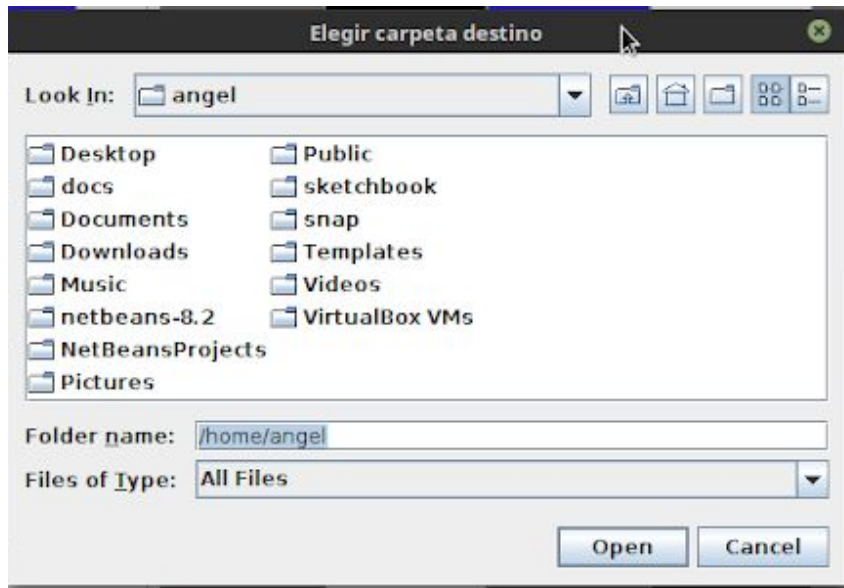 Elegir carpeta destino
Look In: angel
Desktop
docs
Documents
Downloads
Music
netbeans-8.2
NetBeansProjects
Pictures
Public
sketchbook
snap
Templates
Videos
VirtualBox VMs
Folder name: /home/angel
Files of Type: All Files
Open Cancel